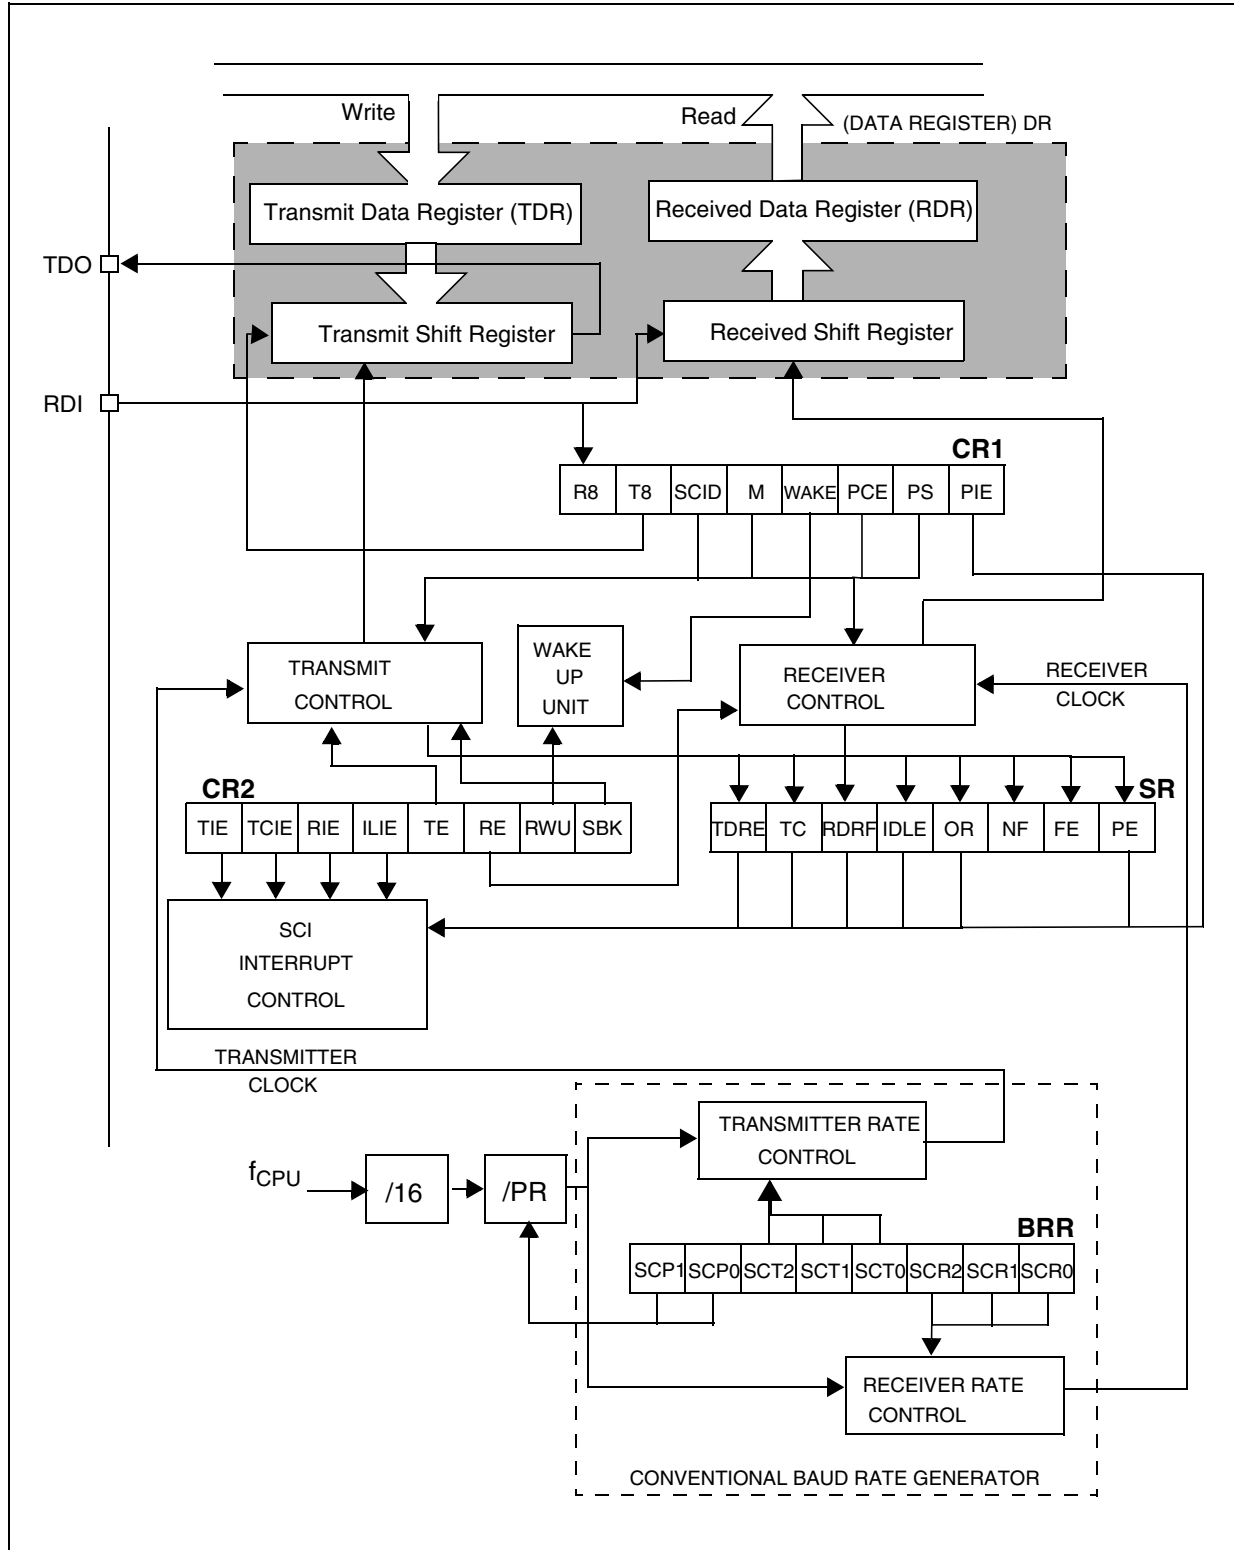 Write
Read
(DATA REGISTER) DR
Transmit Data Register (TDR)
Received Data Register (RDR)
TDO
Transmit Shift Register
Received Shift Register
RDI
CR1
R8 T8 SCID M WAKE PCE PS PIE
TRANSMIT
CONTROL
WAKE
UP
UNIT
RECEIVER
CONTROL
RECEIVER
CLOCK
CR2
SR
TIE TCIE RIE ILIE TE RE RWU SBK
TDRE TC RDRF IDLE OR NF FE PE
SCI
INTERRUPT
CONTROL
TRANSMITTER
CLOCK
TRANSMITTER RATE
CONTROL
fCPU
/16
/PR
BRR
SCP1 SCP0 SCT2 SCT1 SCT0 SCR2 SCR1 SCR0
RECEIVER RATE
CONTROL
CONVENTIONAL BAUD RATE GENERATOR